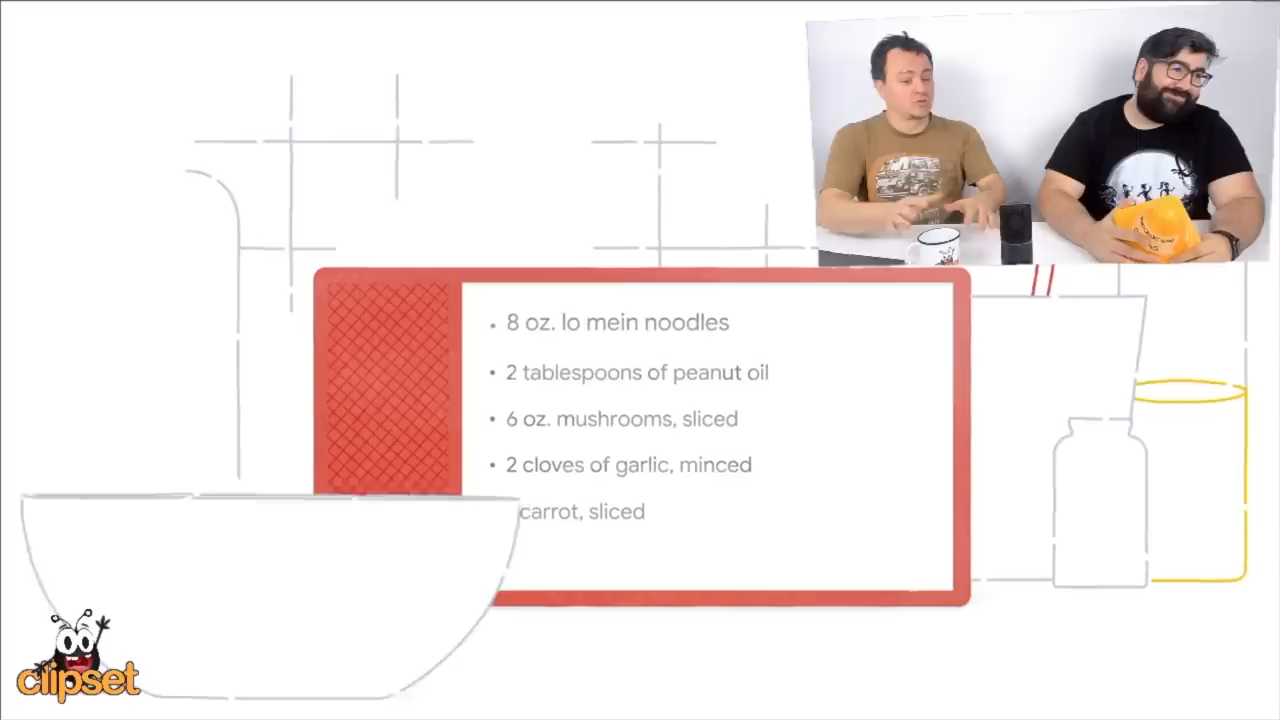 • 8 oz. lo mein noodles
• 2 tablespoons of peanut oil
• 6 oz. mushrooms, sliced
• 2 cloves of garlic, minced
carrot, sliced
clipset